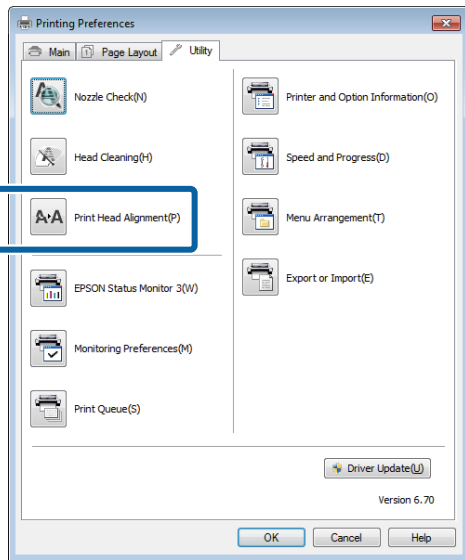 Printing Preferences
Main
1
Page Layout
Utility
Nozzle Check(N)
Head Cleaning(H)
A▸A Print Head Alignment(P)
EPSON Status Monitor 3(W)
Monitoring Preferences(M)
Print Queue(S)
Printer and Option Information(O)
Speed and Progress(D)
Menu Arrangement(T)
Export or Import(E)
Driver Update(U)
Version 6.70
OK
Cancel
Help